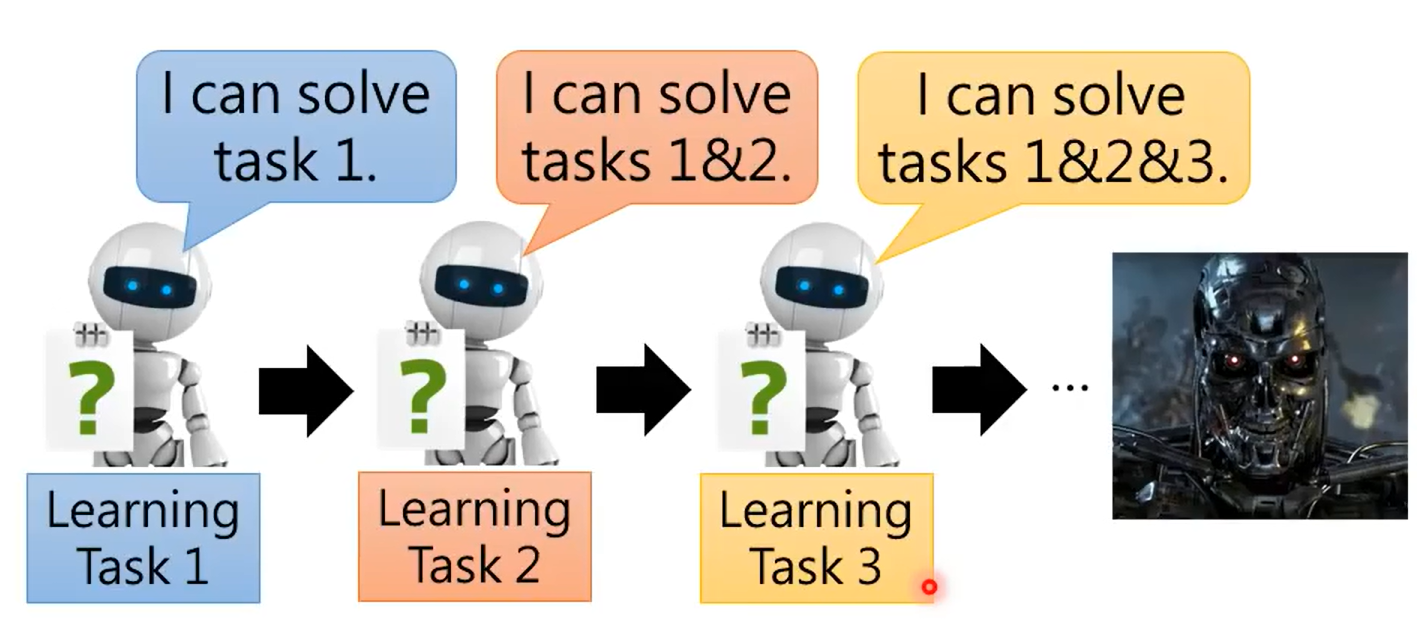 I can solve
task 1.
I can solve
tasks 1&2.
I can solve
tasks 1&2&3.
?
?
?
...
Learning
Task 1
Learning
Task 2
Learning
Task 3